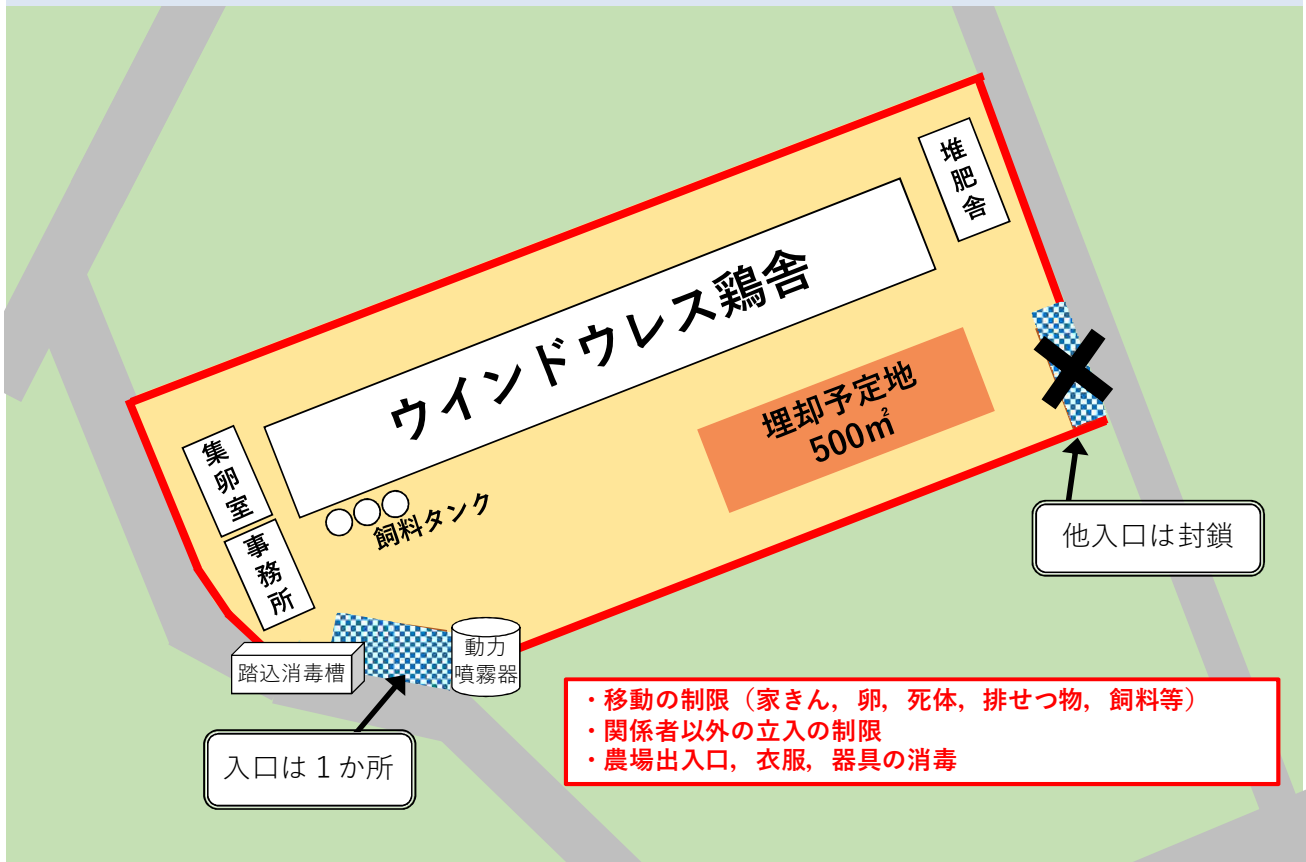 堆肥舎
ウインドウレス鶏舎
埋却予定地
500㎡
集卵室
飼料タンク
事務所
他入口は封鎖
動力
噴霧器
踏込消毒槽
入口は１か所
・移動の制限（家きん，卵，死体，排せつ物，飼料等）
・関係者以外の立入の制限
・農場出入口，衣服，器具の消毒